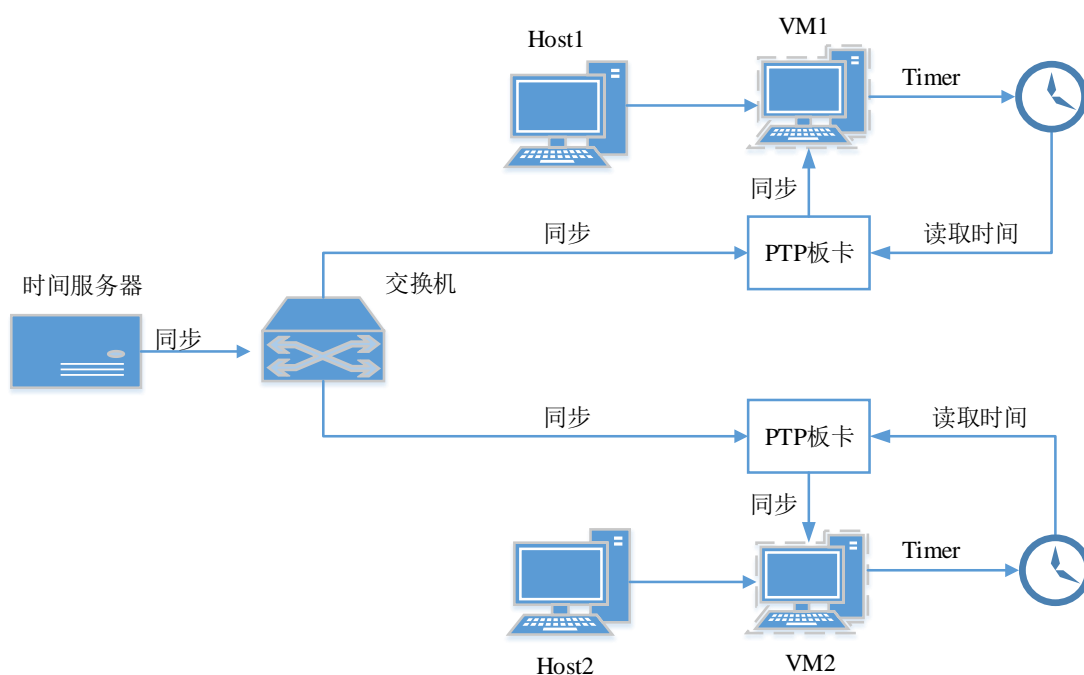 VM1
Host1
Timer
同步
同步
PTP板卡
读取时间
时间服务器
交换机
同步
同步
PTP板卡
读取时间
同步
Timer
Host2
VM2